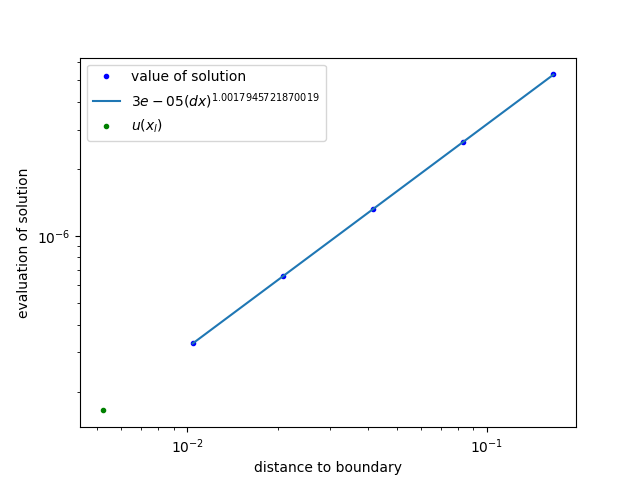 value of solution
3e − 05(dx)^1.0017945721870019
u(x_l)
evaluation of solution
10^−6
10^−2
10^−1
distance to boundary